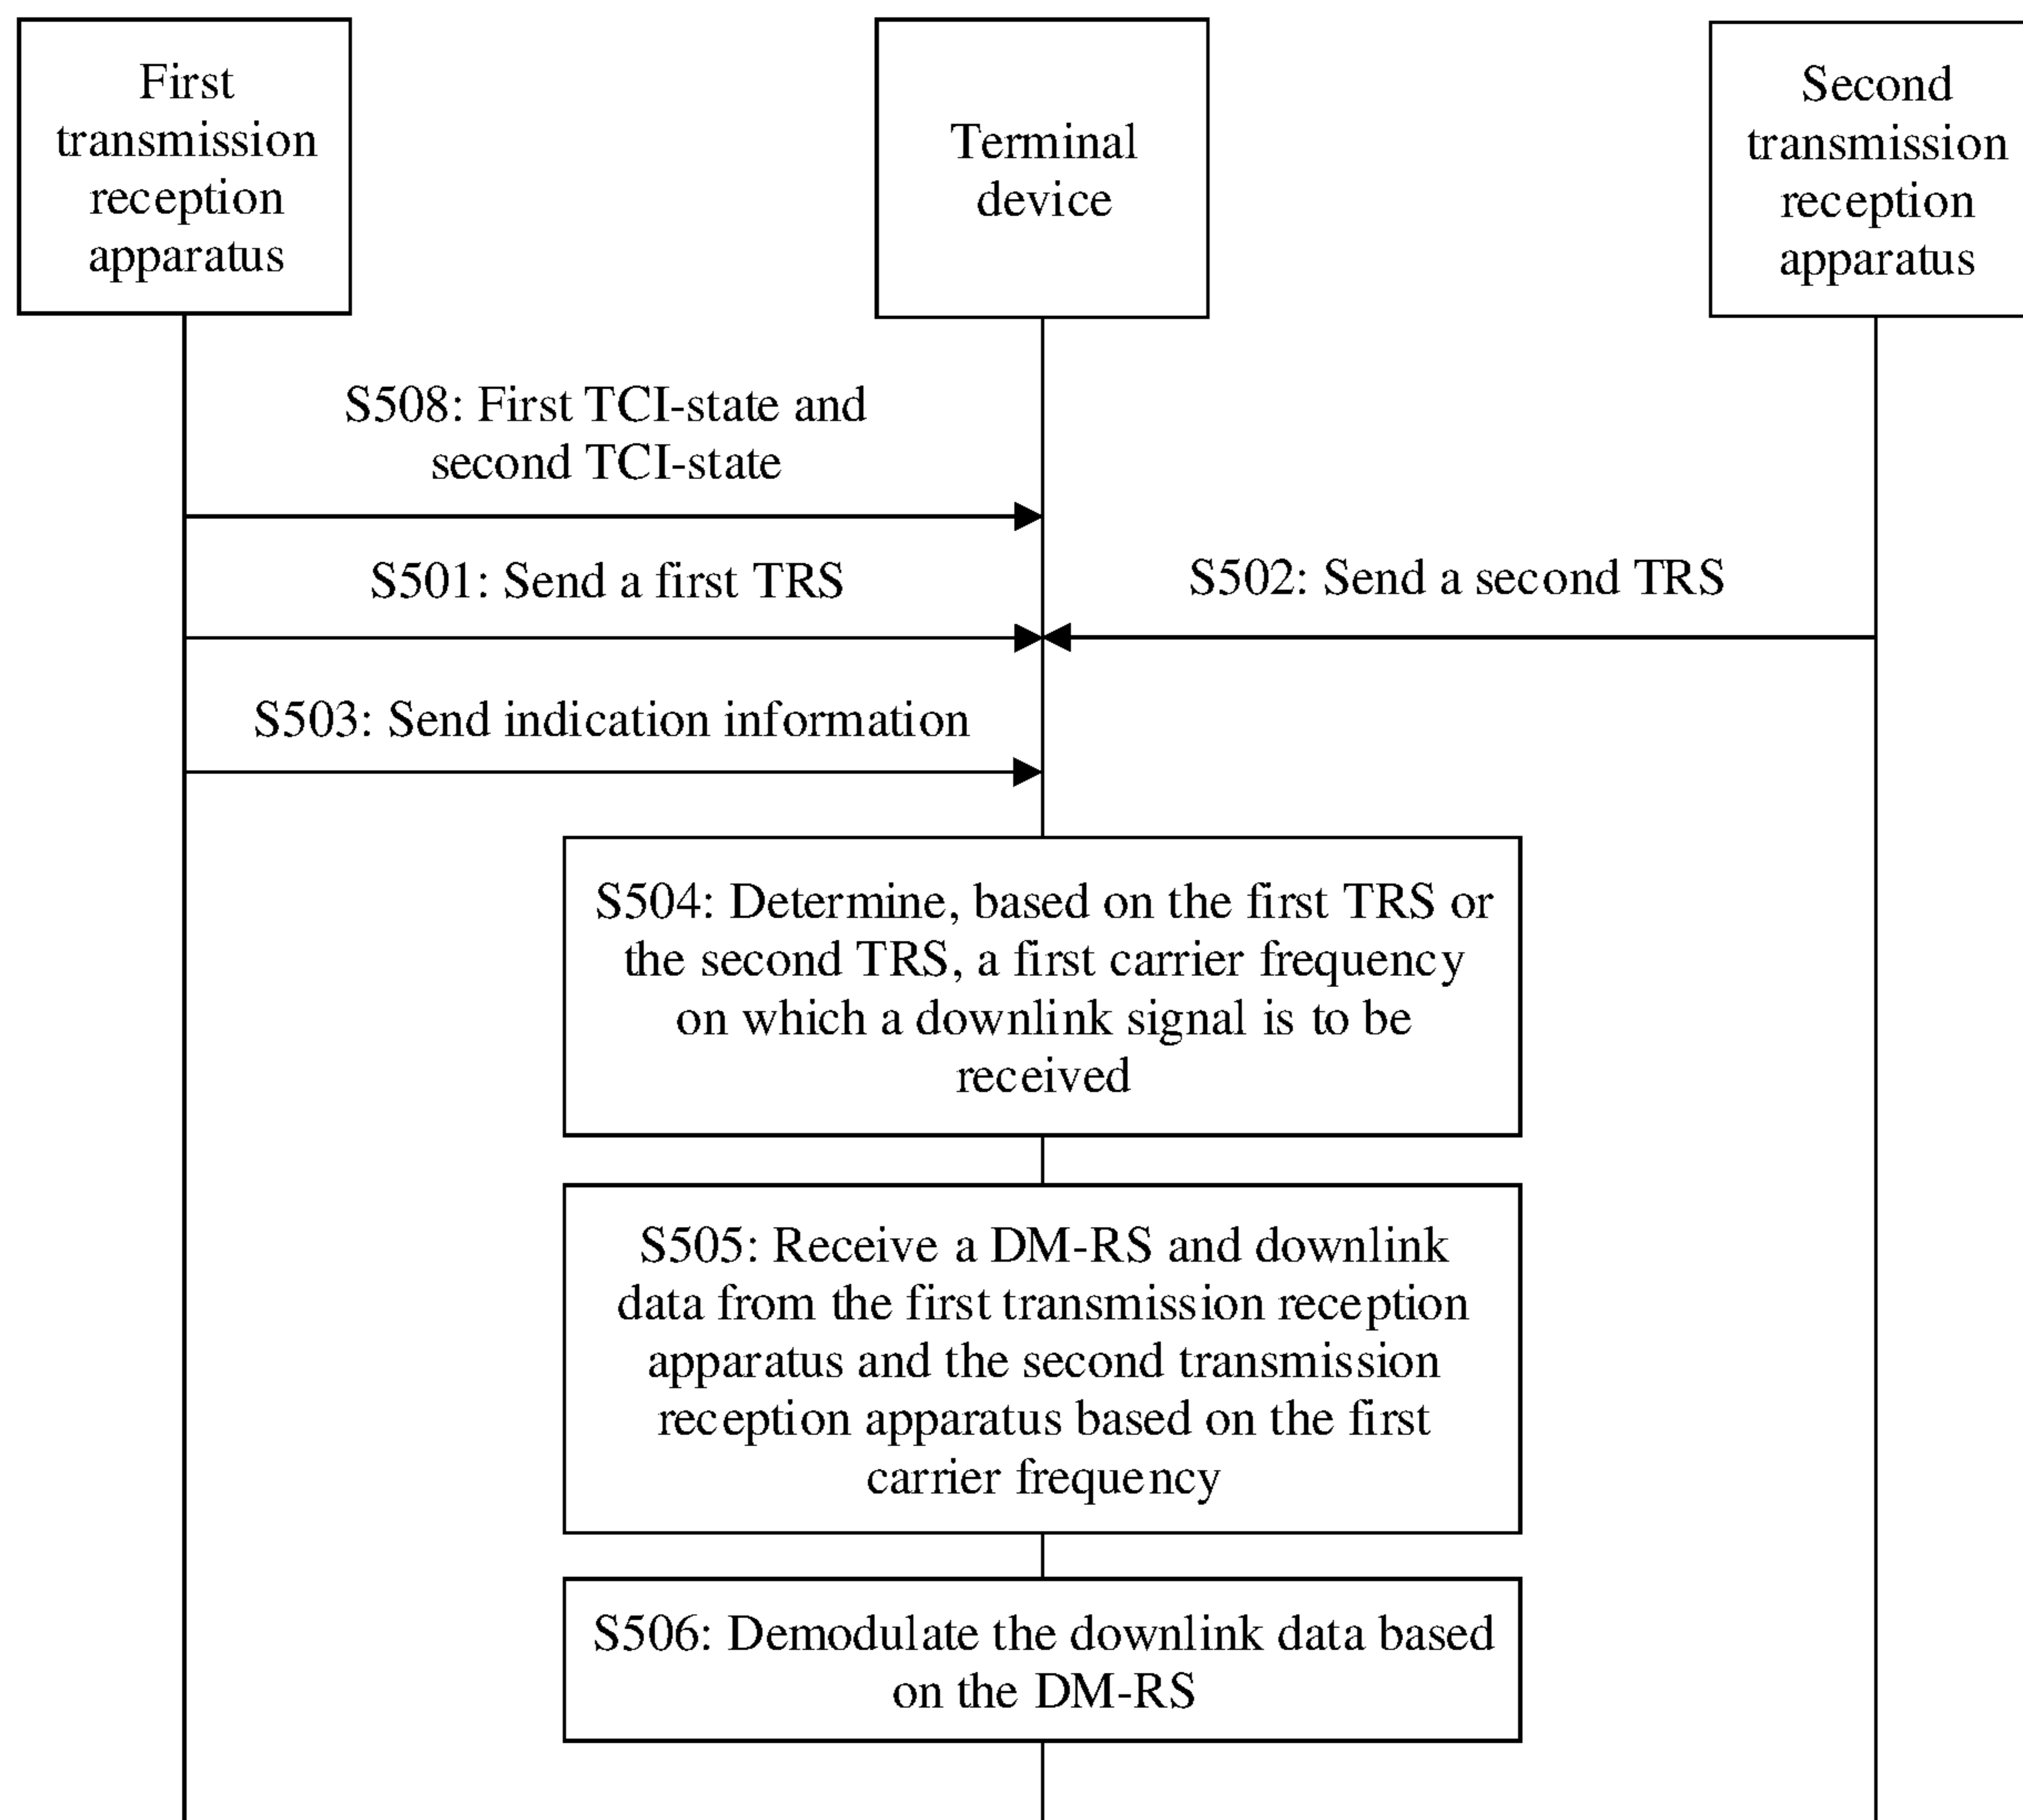 First
transmission
reception
apparatus
Terminal
device
Second
transmission
reception
apparatus
S508: First TCI-state and
second TCI-state
S501: Send a first TRS
S502: Send a second TRS
S503: Send indication information
S504: Determine, based on the first TRS or
the second TRS, a first carrier frequency
on which a downlink signal is to be
received
S505: Receive a DM-RS and downlink
data from the first transmission reception
apparatus and the second transmission
reception apparatus based on the first
carrier frequency
S506: Demodulate the downlink data based
on the DM-RS